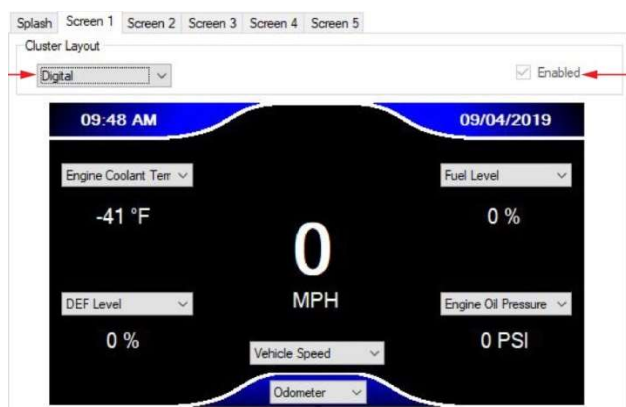 Splash Screen 1 Screen 2 Screen 3 Screen 4 Screen 5
Cluster Layout
Digital Enabled
09:48 AM 09/04/2019
Engine Coolant Tem Fuel Level
-41 °F 0 %
0
MPH
DEF Level Engine Oil Pressure
0 % 0 PSI
Vehicle Speed
Odometer